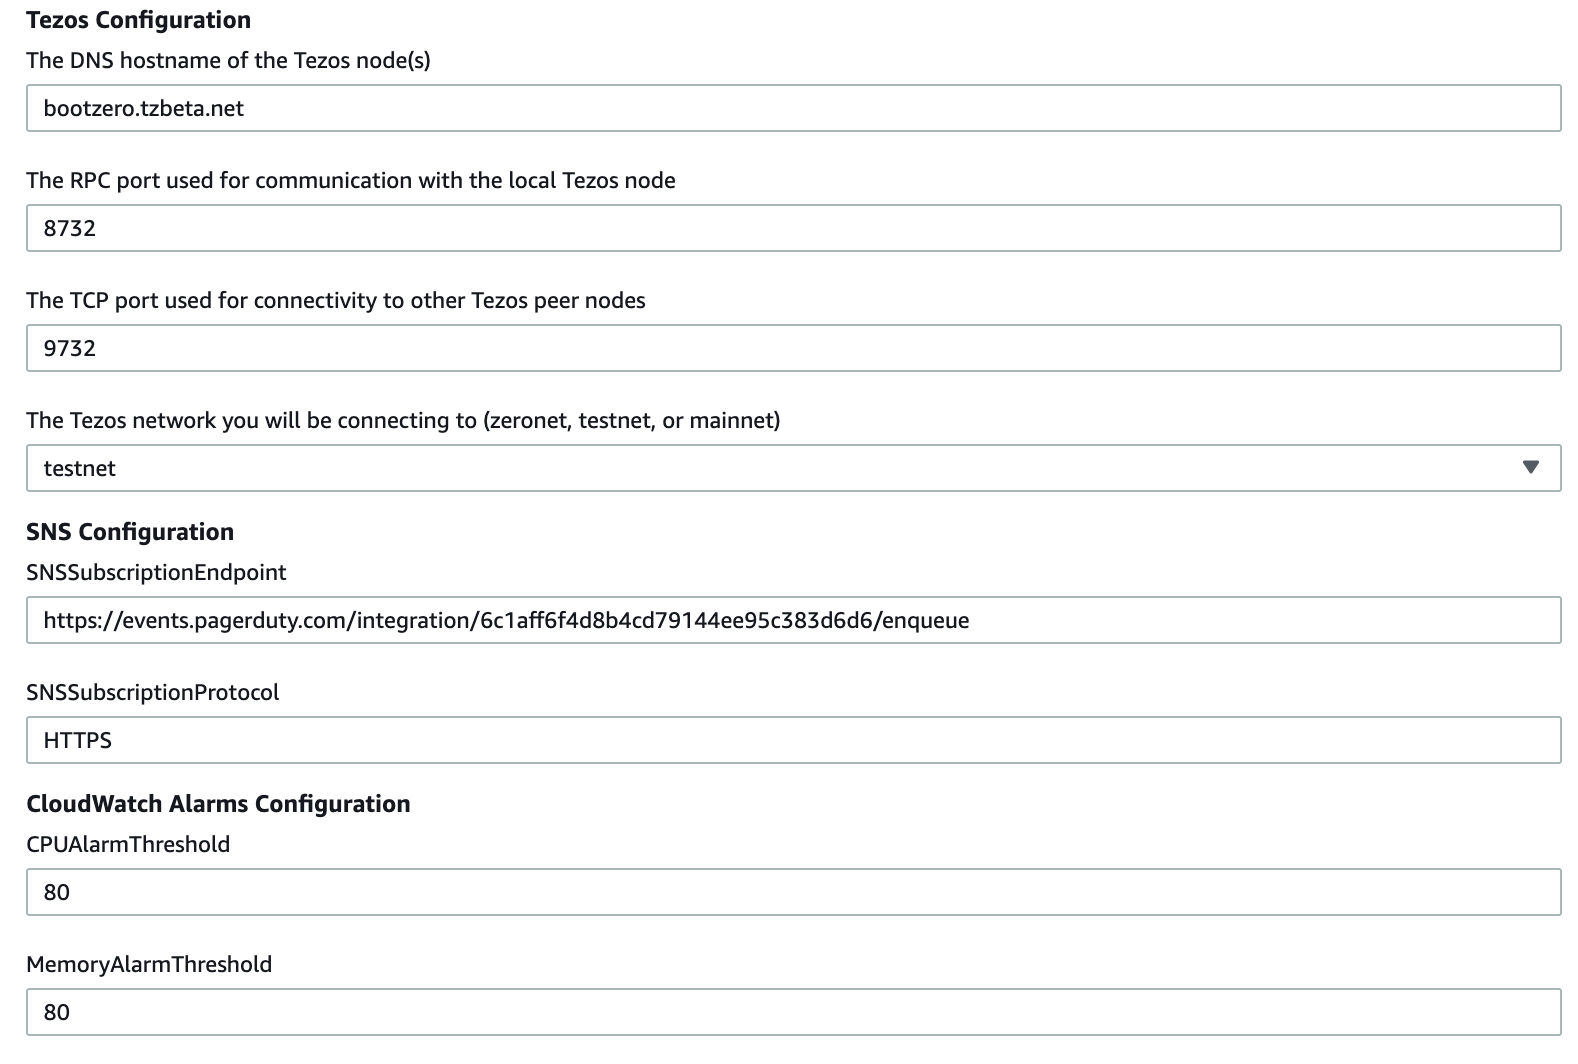 Tezos Configuration
The DNS hostname of the Tezos node(s)
bootzero.tzbeta.net
The RPC port used for communication with the local Tezos node
8732
The TCP port used for connectivity to other Tezos peer nodes
9732
The Tezos network you will be connecting to (zeronet, testnet, or mainnet)
testnet
SNS Configuration
SNSSubscriptionEndpoint
https://events.pagerduty.com/integration/6c1aff6f4d8b4cd79144ee95c383d6d6/enqueue
SNSSubscriptionProtocol
HTTPS
CloudWatch Alarms Configuration
CPUAlarmThreshold
80
MemoryAlarmThreshold
80